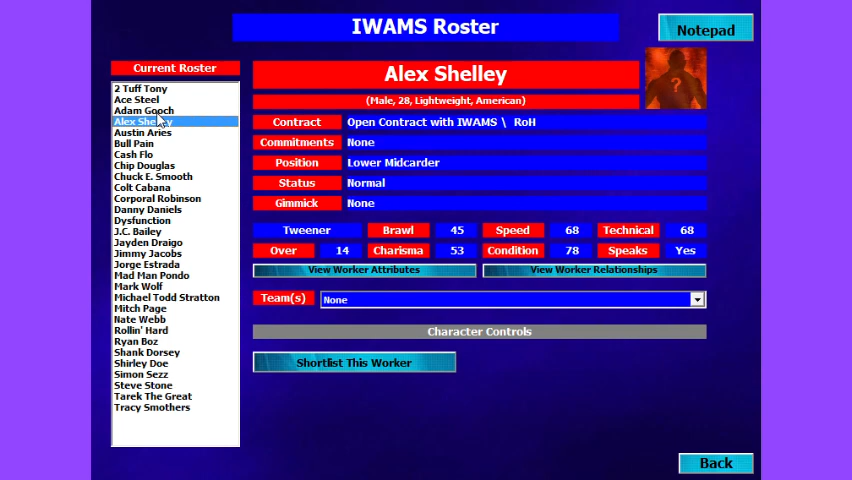 IWAMS Roster
Notepad
Current Roster
2 Tuff Tony
Ace Steel
Adam Gooch
Alex Shelley
Austin Aries
Bull Pain
Cash Flo
Chip Douglas
Chuck E. Smooth
Colt Cabana
Corporal Robinson
Danny Daniels
Dysfunction
J.C. Bailey
Jayden Draigo
Jimmy Jacobs
Jorge Estrada
Mad Man Pondo
Mark Wolf
Michael Todd Stratton
Mitch Page
Nate Webb
Rollin' Hard
Ryan Boz
Shank Dorsey
Shirley Doe
Simon Sezz
Steve Stone
Tarek The Great
Tracy Smothers
Alex Shelley
(Male, 28, Lightweight, American)
Contract Open Contract with IWAMS \ RoH
Commitments None
Position Lower Midcarder
Status Normal
Gimmick None
Tweener Brawl 45 Speed 68 Technical 68
Over 14 Charisma 53 Condition 78 Speaks Yes
View Worker Attributes View Worker Relationships
Team(s) None
Character Controls
Shortlist This Worker
Back